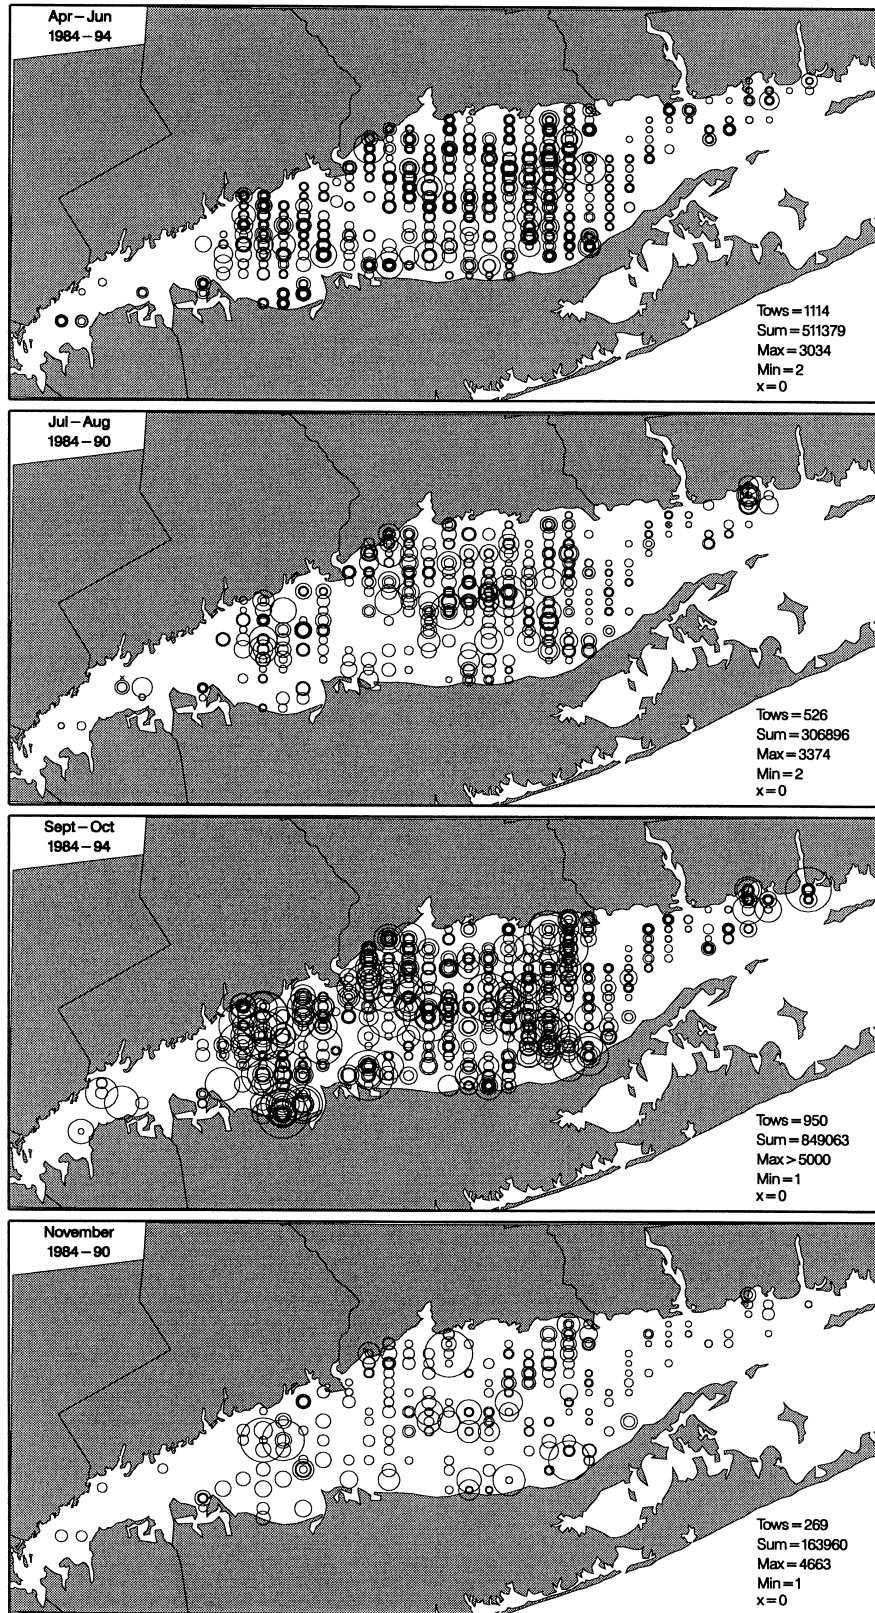 Apr–Jun
1984–94
Tows=1114
Sum=511379
Max=3034
Min=2
x=0
Jul–Aug
1984–90
Tows=526
Sum=306896
Max=3374
Min=2
x=0
Sept–Oct
1984–94
Tows=950
Sum=849063
Max>5000
Min=1
x=0
November
1984–90
Tows=269
Sum=163960
Max=4663
Min=1
x=0